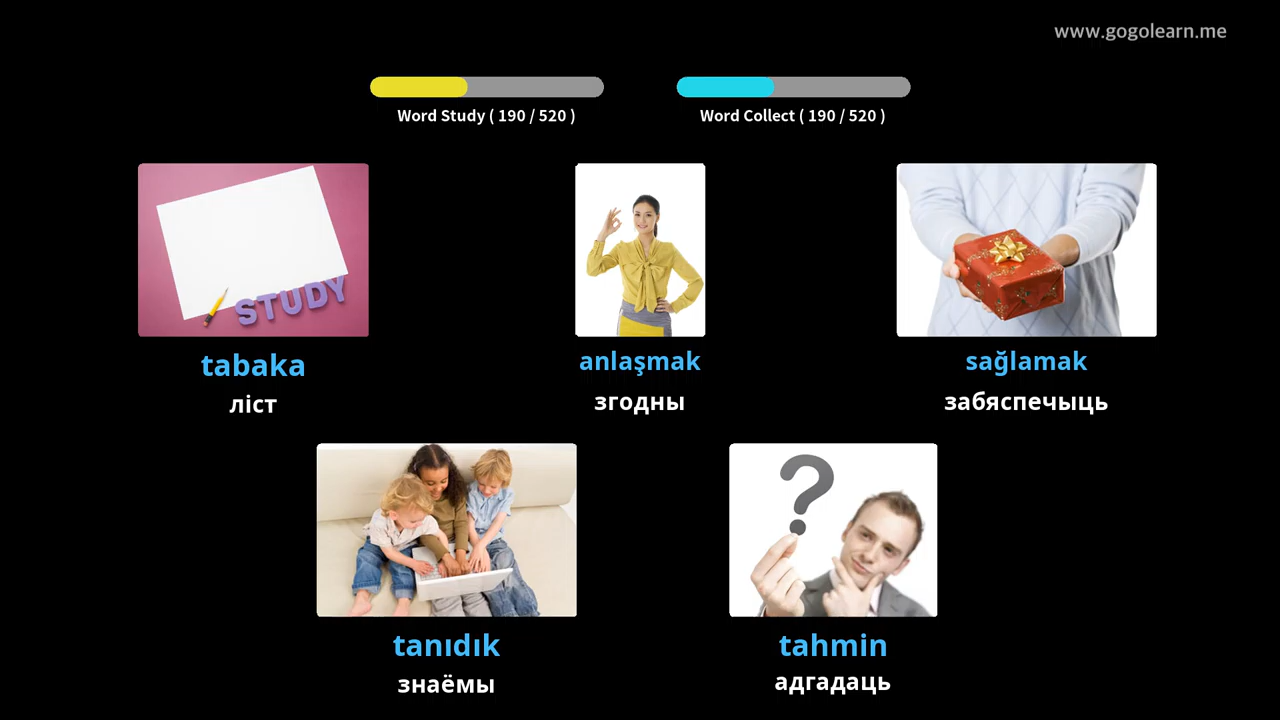 www.gogolearn.me
Word Study ( 190 / 520 )
Word Collect ( 190 / 520 )
STUDY
tabaka
ліст
anlaşmak
згодны
sağlamak
забяспечыць
tanıdık
знаёмы
tahmin
адгадаць